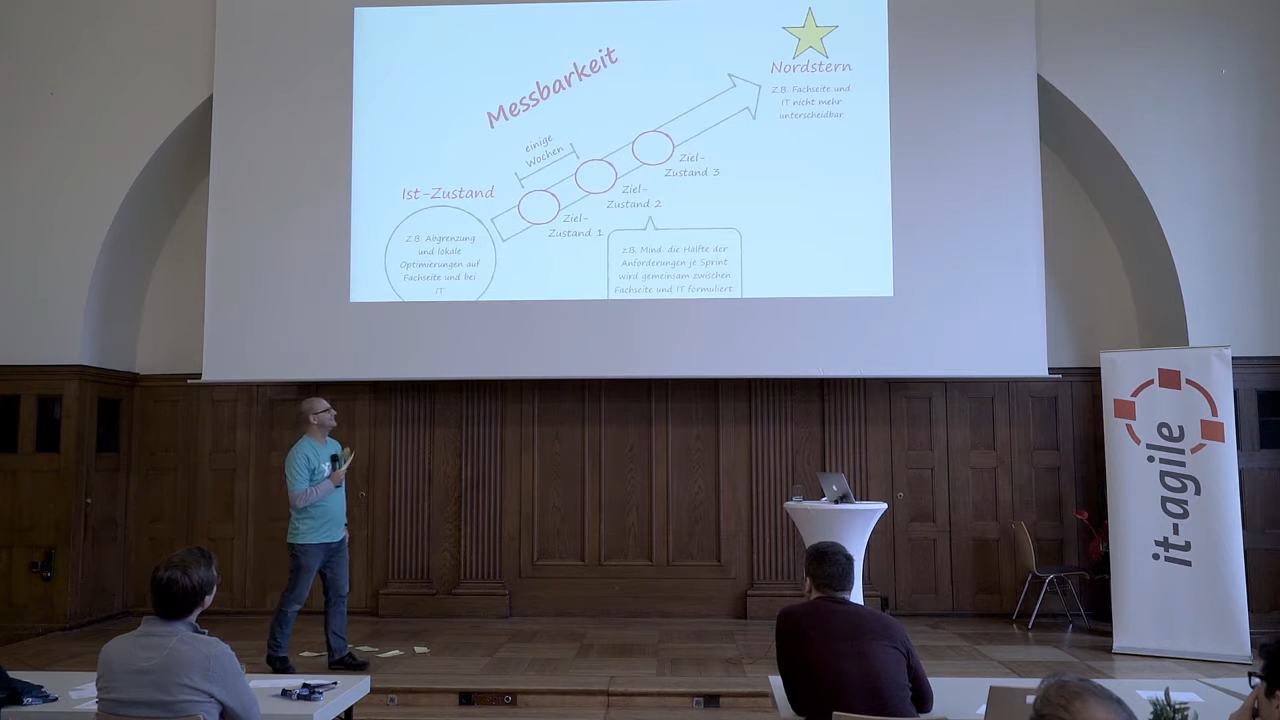 Messbarkeit
Nordstern
Z.B. Fachseite und
IT nicht mehr
unterscheidbar
einige
Wochen
Ist-Zustand
Z.B. Abgrenzung
und lokale
Optimierungen auf
Fachseite und bei
IT
Ziel-
Zustand 1
Ziel-
Zustand 2
Ziel-
Zustand 3
z.B. Mind. die Hälfte der
Anforderungen je Sprint
wird gemeinsam zwischen
Fachseite und IT formuliert
it-agile